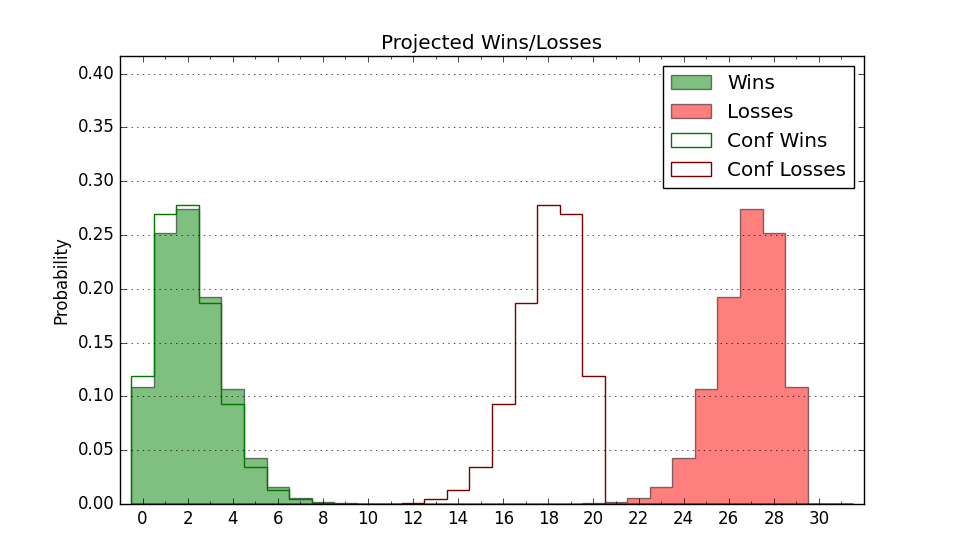 Projected Wins/Losses
0.40
0.35
0.30
0.25
0.20
0.15
0.10
0.05
0.00
Probability
Wins
Losses
Conf Wins
Conf Losses
0 2 4 6 8 10 12 14 16 18 20 22 24 26 28 30